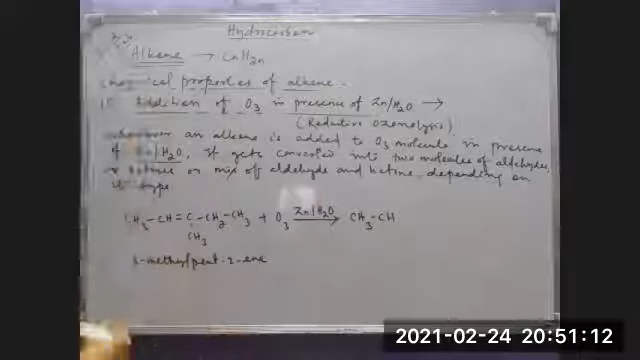 Hydrocarbon
Alkene → CnH2n
Chemical properties of alkene
Addition of O3 in presence of Zn/H2O →
(Reductive Ozonolysis)
Whenever an alkene is added to O3 molecule in presence
of Zn/H2O, it gets converted into two molecules of aldehydes
or ketones or mix of aldehyde and ketone, depending on
its type
CH3-CH=C-CH2-CH3 + O3 Zn/H2O → CH3-CH
CH3
3-methylpent-2-ene
2021-02-24 20:51:12